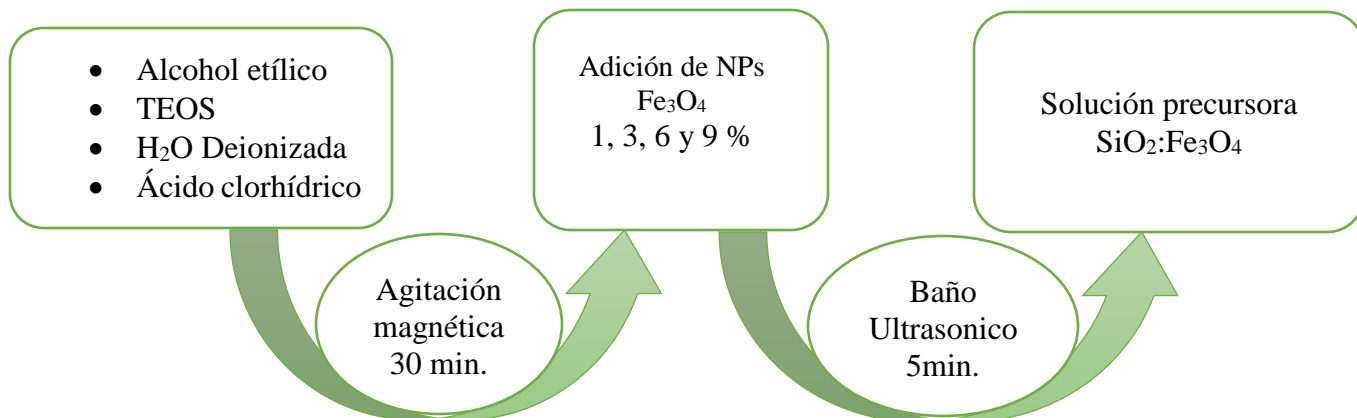 • Alcohol etílico
• TEOS
• H₂O Deionizada
• Ácido clorhídrico
Agitación
magnética
30 min.
Adición de NPs
Fe₃O₄
1, 3, 6 y 9 %
Baño
Ultrasonico
5min.
Solución precursora
SiO₂:Fe₃O₄